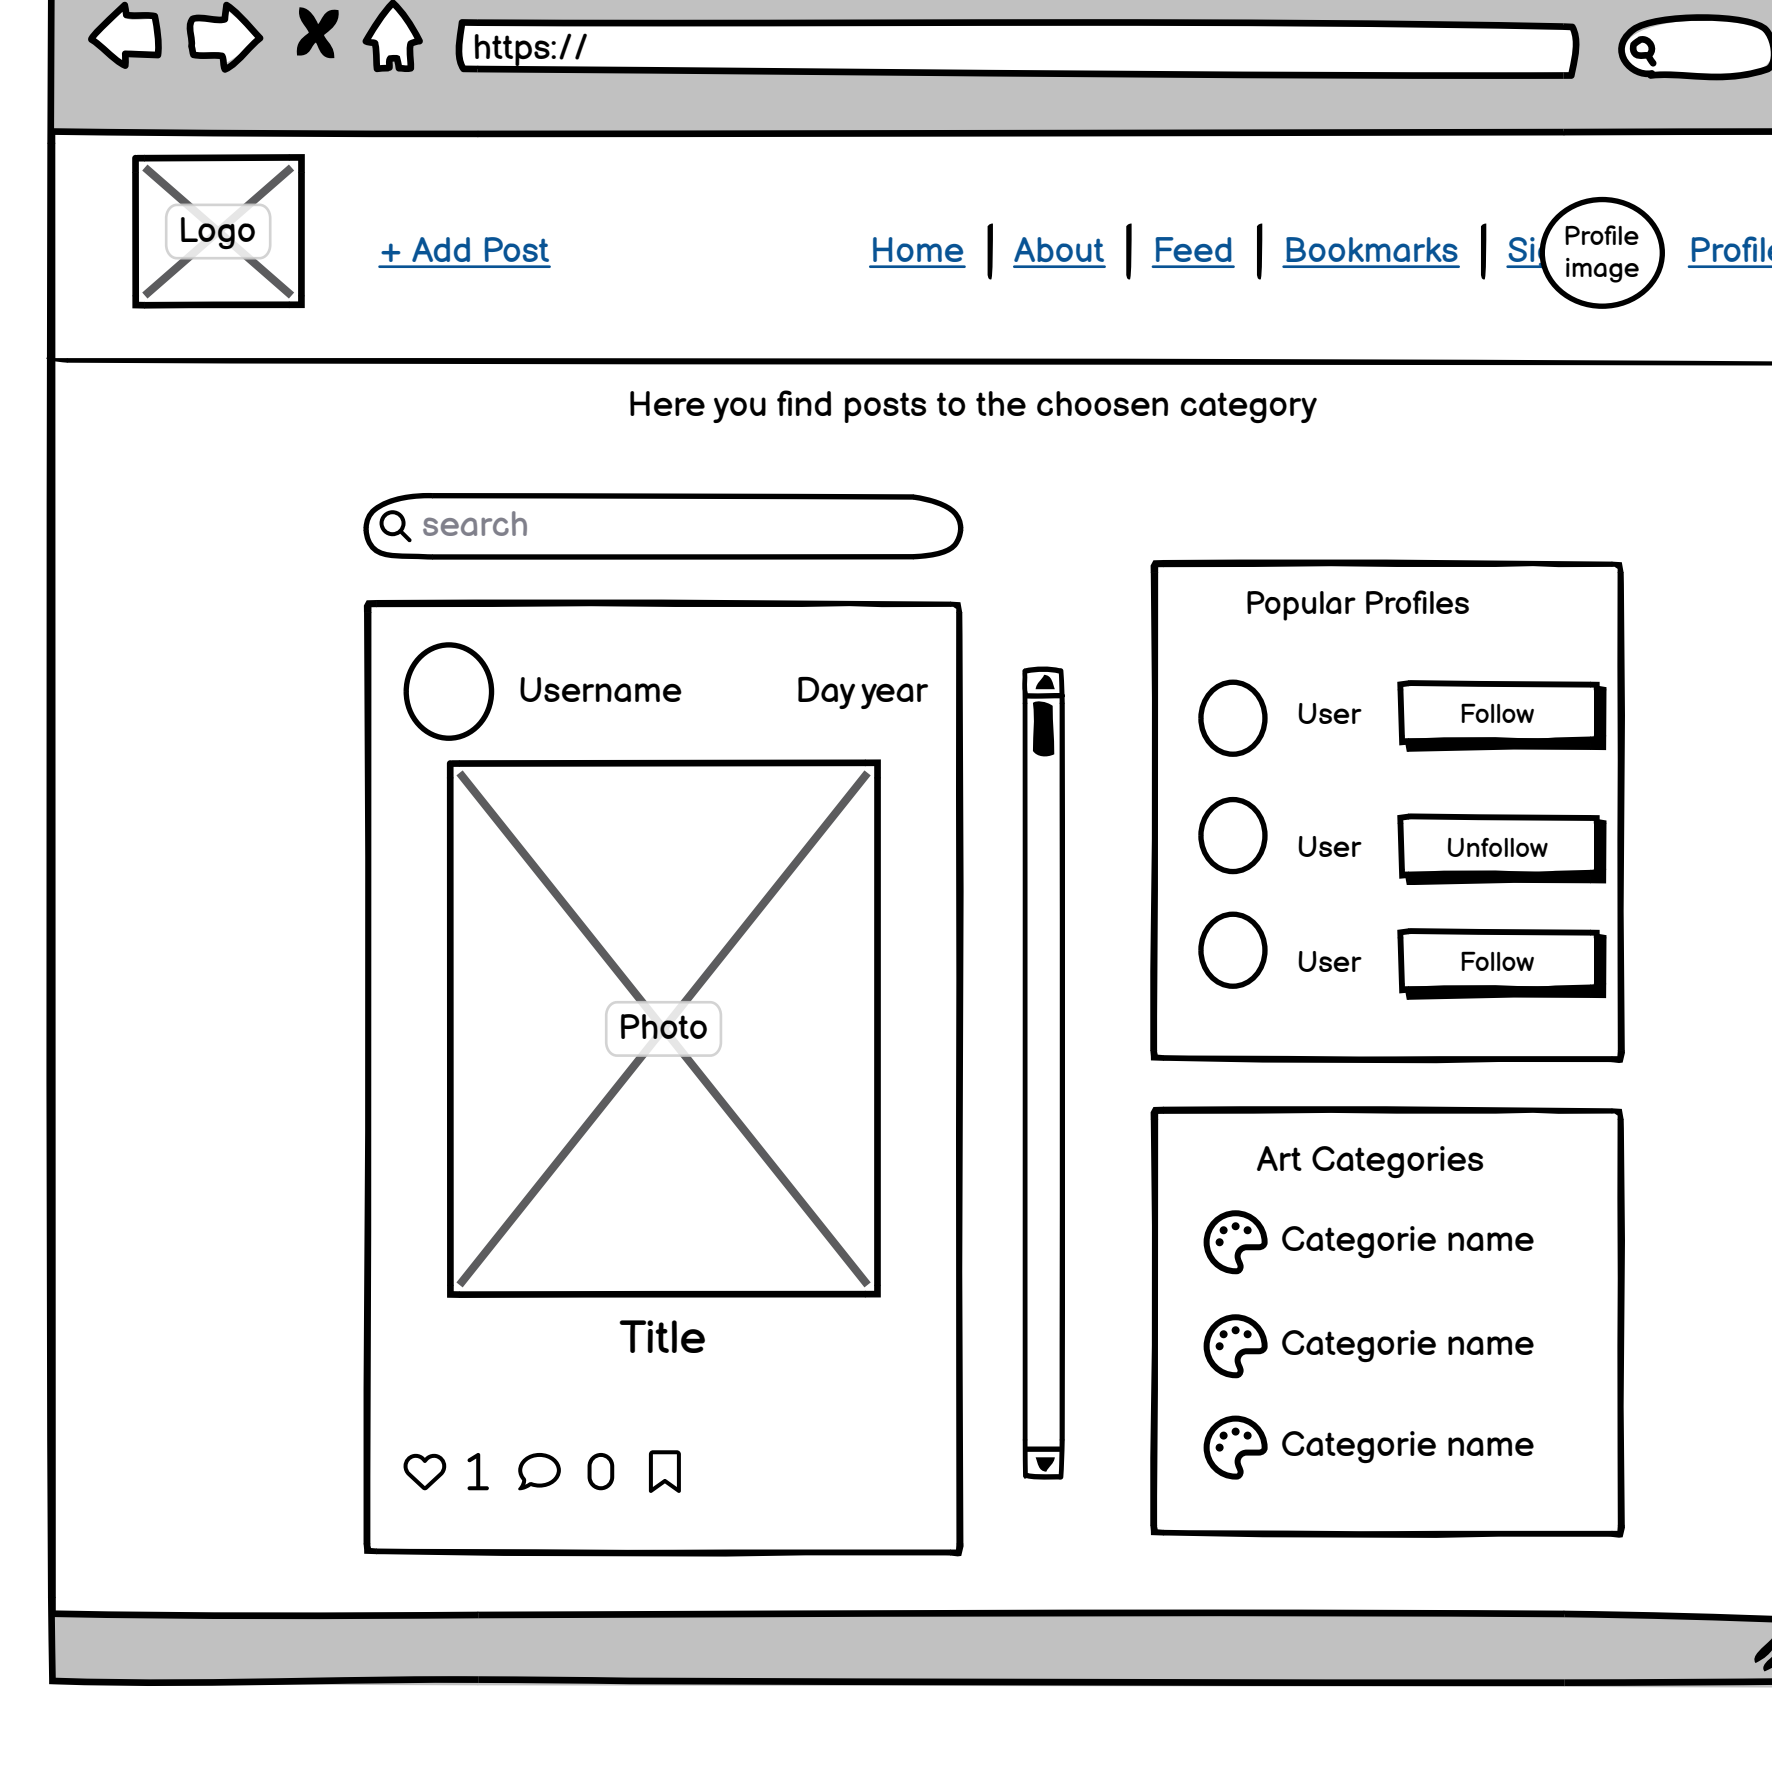 https://
Logo
+ Add Post
Home About Feed Bookmarks
Profile
image
Here you find posts to the choosen category
search
Username Day year
Photo
Title
1 0
Popular Profiles
User Follow
User Unfollow
User Follow
Art Categories
Categorie name
Categorie name
Categorie name